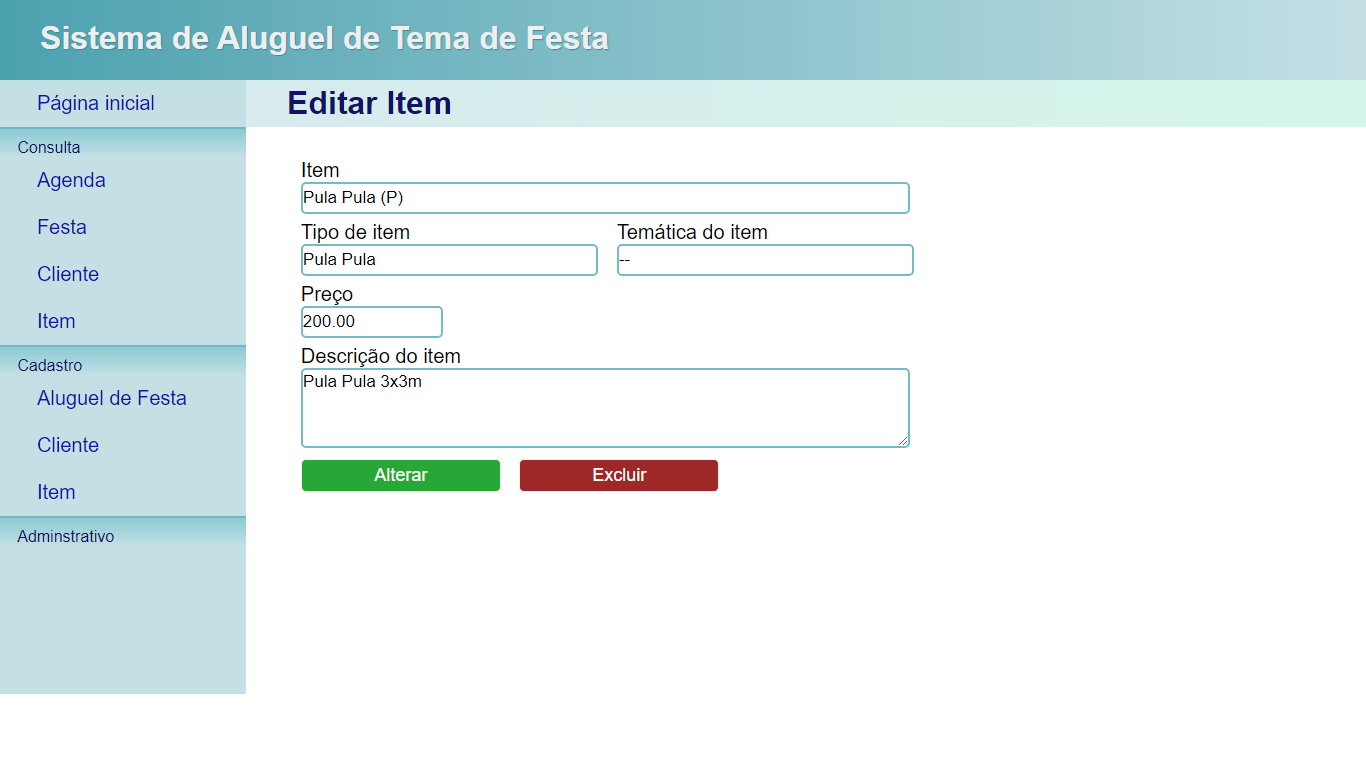 Sistema de Aluguel de Tema de Festa
Página inicial
Consulta
Agenda
Festa
Cliente
Item
Cadastro
Aluguel de Festa
Cliente
Item
Adminstrativo
Editar Item
Item
Pula Pula (P)
Tipo de item Temática do item
Pula Pula --
Preço
200.00
Descrição do item
Pula Pula 3x3m
Alterar Excluir